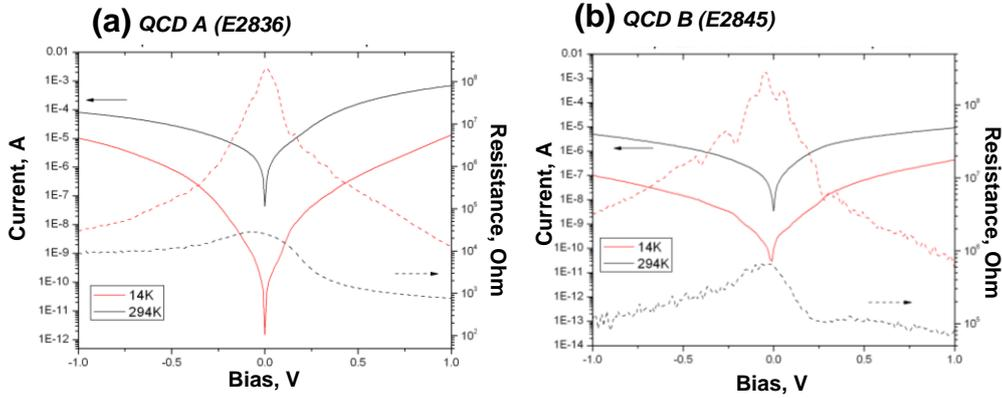 (a) QCD A (E2836)
0.01
1E-3
1E-4
1E-5
1E-6
1E-7
1E-8
1E-9
1E-10
1E-11
1E-12
Current, A
10⁸
10⁷
10⁶
10⁵
10⁴
10³
10²
Resistance, Ohm
14K
294K
-1.0 -0.5 0.0 0.5 1.0
Bias, V
(b) QCD B (E2845)
0.01
1E-3
1E-4
1E-5
1E-6
1E-7
1E-8
1E-9
1E-10
1E-11
1E-12
1E-13
1E-14
Current, A
10⁸
10⁷
10⁶
10⁵
Resistance, Ohm
14K
294K
-1.0 -0.5 0.0 0.5 1.0
Bias, V